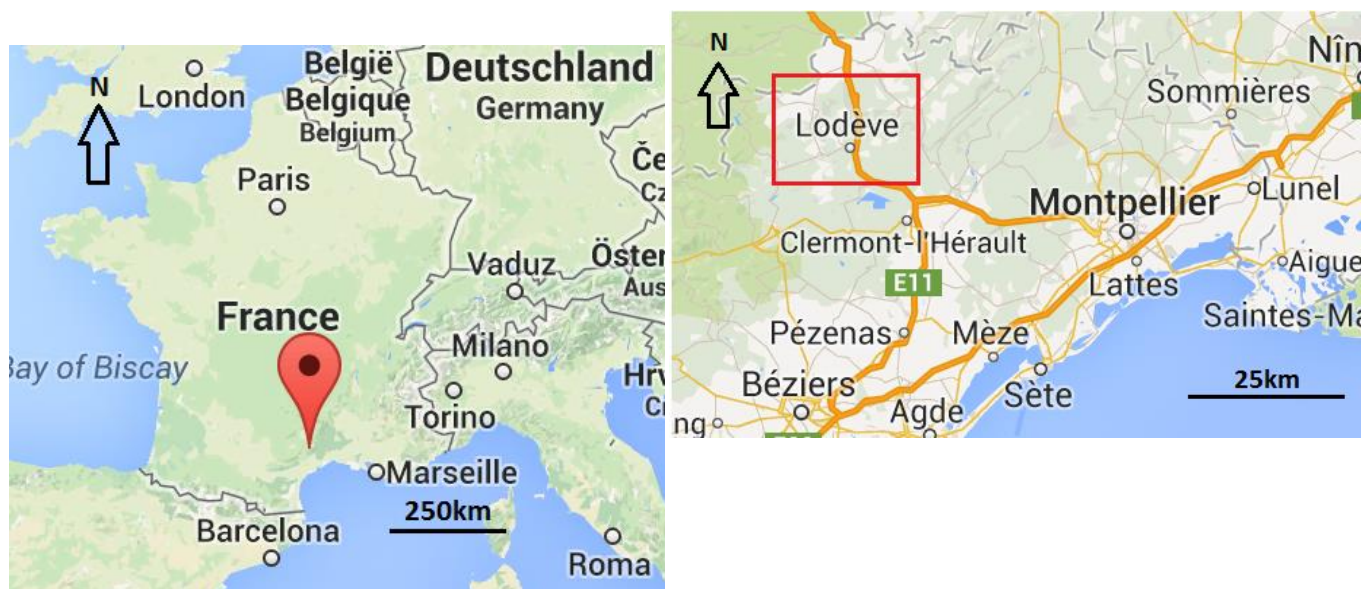 N
London
België
Belgique
Belgium
Deutschland
Germany
Paris
Če
Cz
Vaduz
Öster
Aus
France
Bay of Biscay
Milano
Torino
Hrv
Cr
Marseille
250km
Barcelona
Roma
N
Nîn
Sommières
Lodève
Lunel
Montpellier
Clermont-l'Hérault
E11
Lattes
Aigue
Saintes-Ma
Pézenas
Mèze
25km
Béziers
Sète
Agde
ng